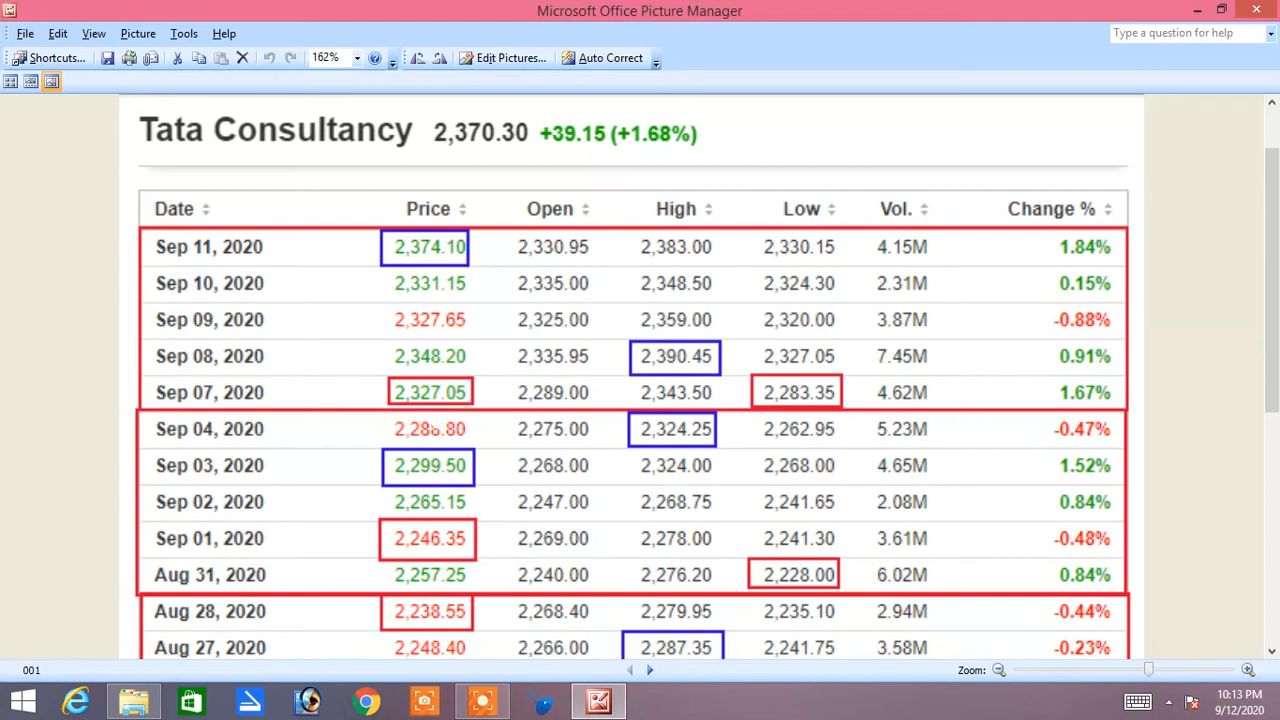 Microsoft Office Picture Manager
File Edit View Picture Tools Help
Type a question for help
Shortcuts... 162% Edit Pictures... Auto Correct
Tata Consultancy 2,370.30 +39.15 (+1.68%)
Date Price Open High Low Vol. Change %
Sep 11, 2020 2,374.10 2,330.95 2,383.00 2,330.15 4.15M 1.84%
Sep 10, 2020 2,331.15 2,335.00 2,348.50 2,324.30 2.31M 0.15%
Sep 09, 2020 2,327.65 2,325.00 2,359.00 2,320.00 3.87M -0.88%
Sep 08, 2020 2,348.20 2,335.95 2,390.45 2,327.05 7.45M 0.91%
Sep 07, 2020 2,327.05 2,289.00 2,343.50 2,283.35 4.62M 1.67%
Sep 04, 2020 2,275.00 2,324.25 2,262.95 5.23M -0.47%
Sep 03, 2020 2,299.50 2,268.00 2,324.00 2,268.00 4.65M 1.52%
Sep 02, 2020 2,265.15 2,247.00 2,268.75 2,241.65 2.08M 0.84%
Sep 01, 2020 2,246.35 2,269.00 2,278.00 2,241.30 3.61M -0.48%
Aug 31, 2020 2,257.25 2,240.00 2,276.20 2,228.00 6.02M 0.84%
Aug 28, 2020 2,238.55 2,268.40 2,279.95 2,235.10 2.94M -0.44%
Aug 27, 2020 2,248.40 2,266.00 2,287.35 2,241.75 3.58M -0.23%
001 Zoom:
10:13 PM
9/12/2020